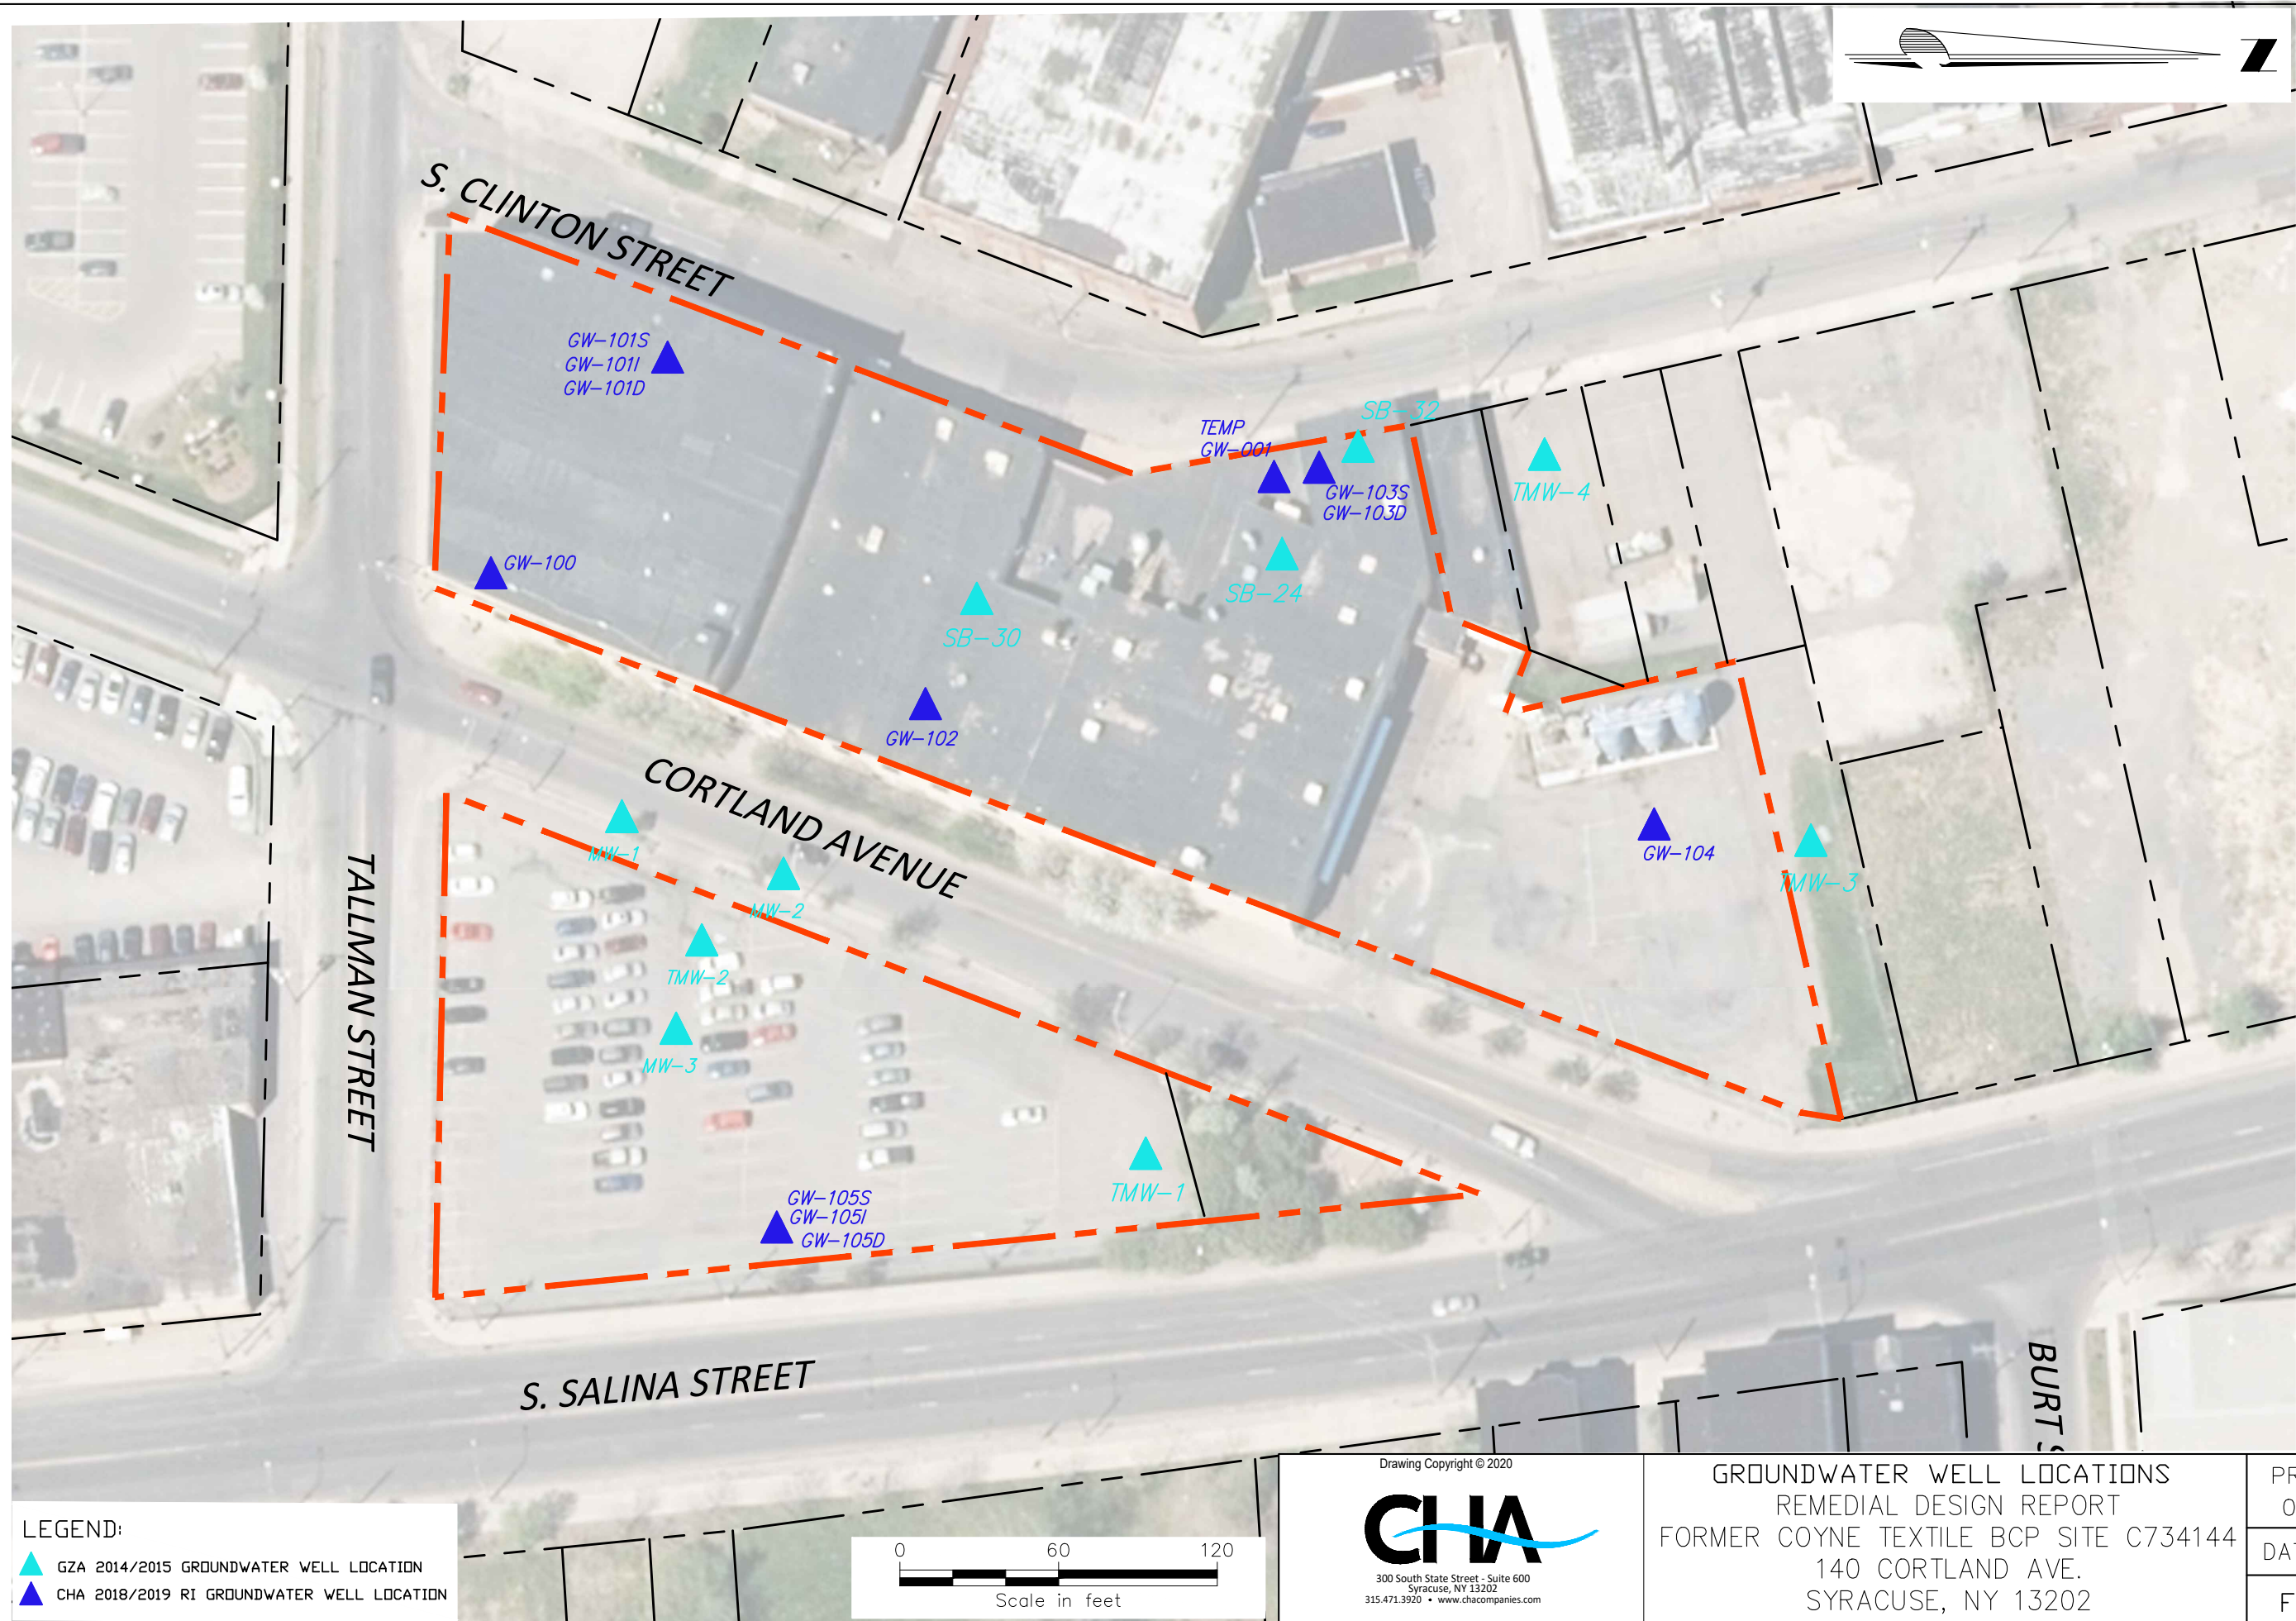 Z
S. CLINTON STREET
GW-101S
GW-101I
GW-101D
SB-32
TEMP
GW-001
GW-103S
GW-103D
TMW-4
GW-100
SB-24
SB-30
GW-102
CORTLAND AVENUE
MW-1
GW-104
TMW-3
MW-2
TALLMAN STREET
TMW-2
MW-3
TMW-1
GW-105S
GW-105I
GW-105D
S. SALINA STREET
BURT
LEGEND:
GZA 2014/2015 GROUNDWATER WELL LOCATION
CHA 2018/2019 RI GROUNDWATER WELL LOCATION
0 60 120
Scale in feet
Drawing Copyright © 2020
CHA
300 South State Street - Suite 600
Syracuse, NY 13202
315.471.3920 • www.chacompanies.com
GROUNDWATER WELL LOCATIONS
REMEDIAL DESIGN REPORT
FORMER COYNE TEXTILE BCP SITE C734144
140 CORTLAND AVE.
SYRACUSE, NY 13202